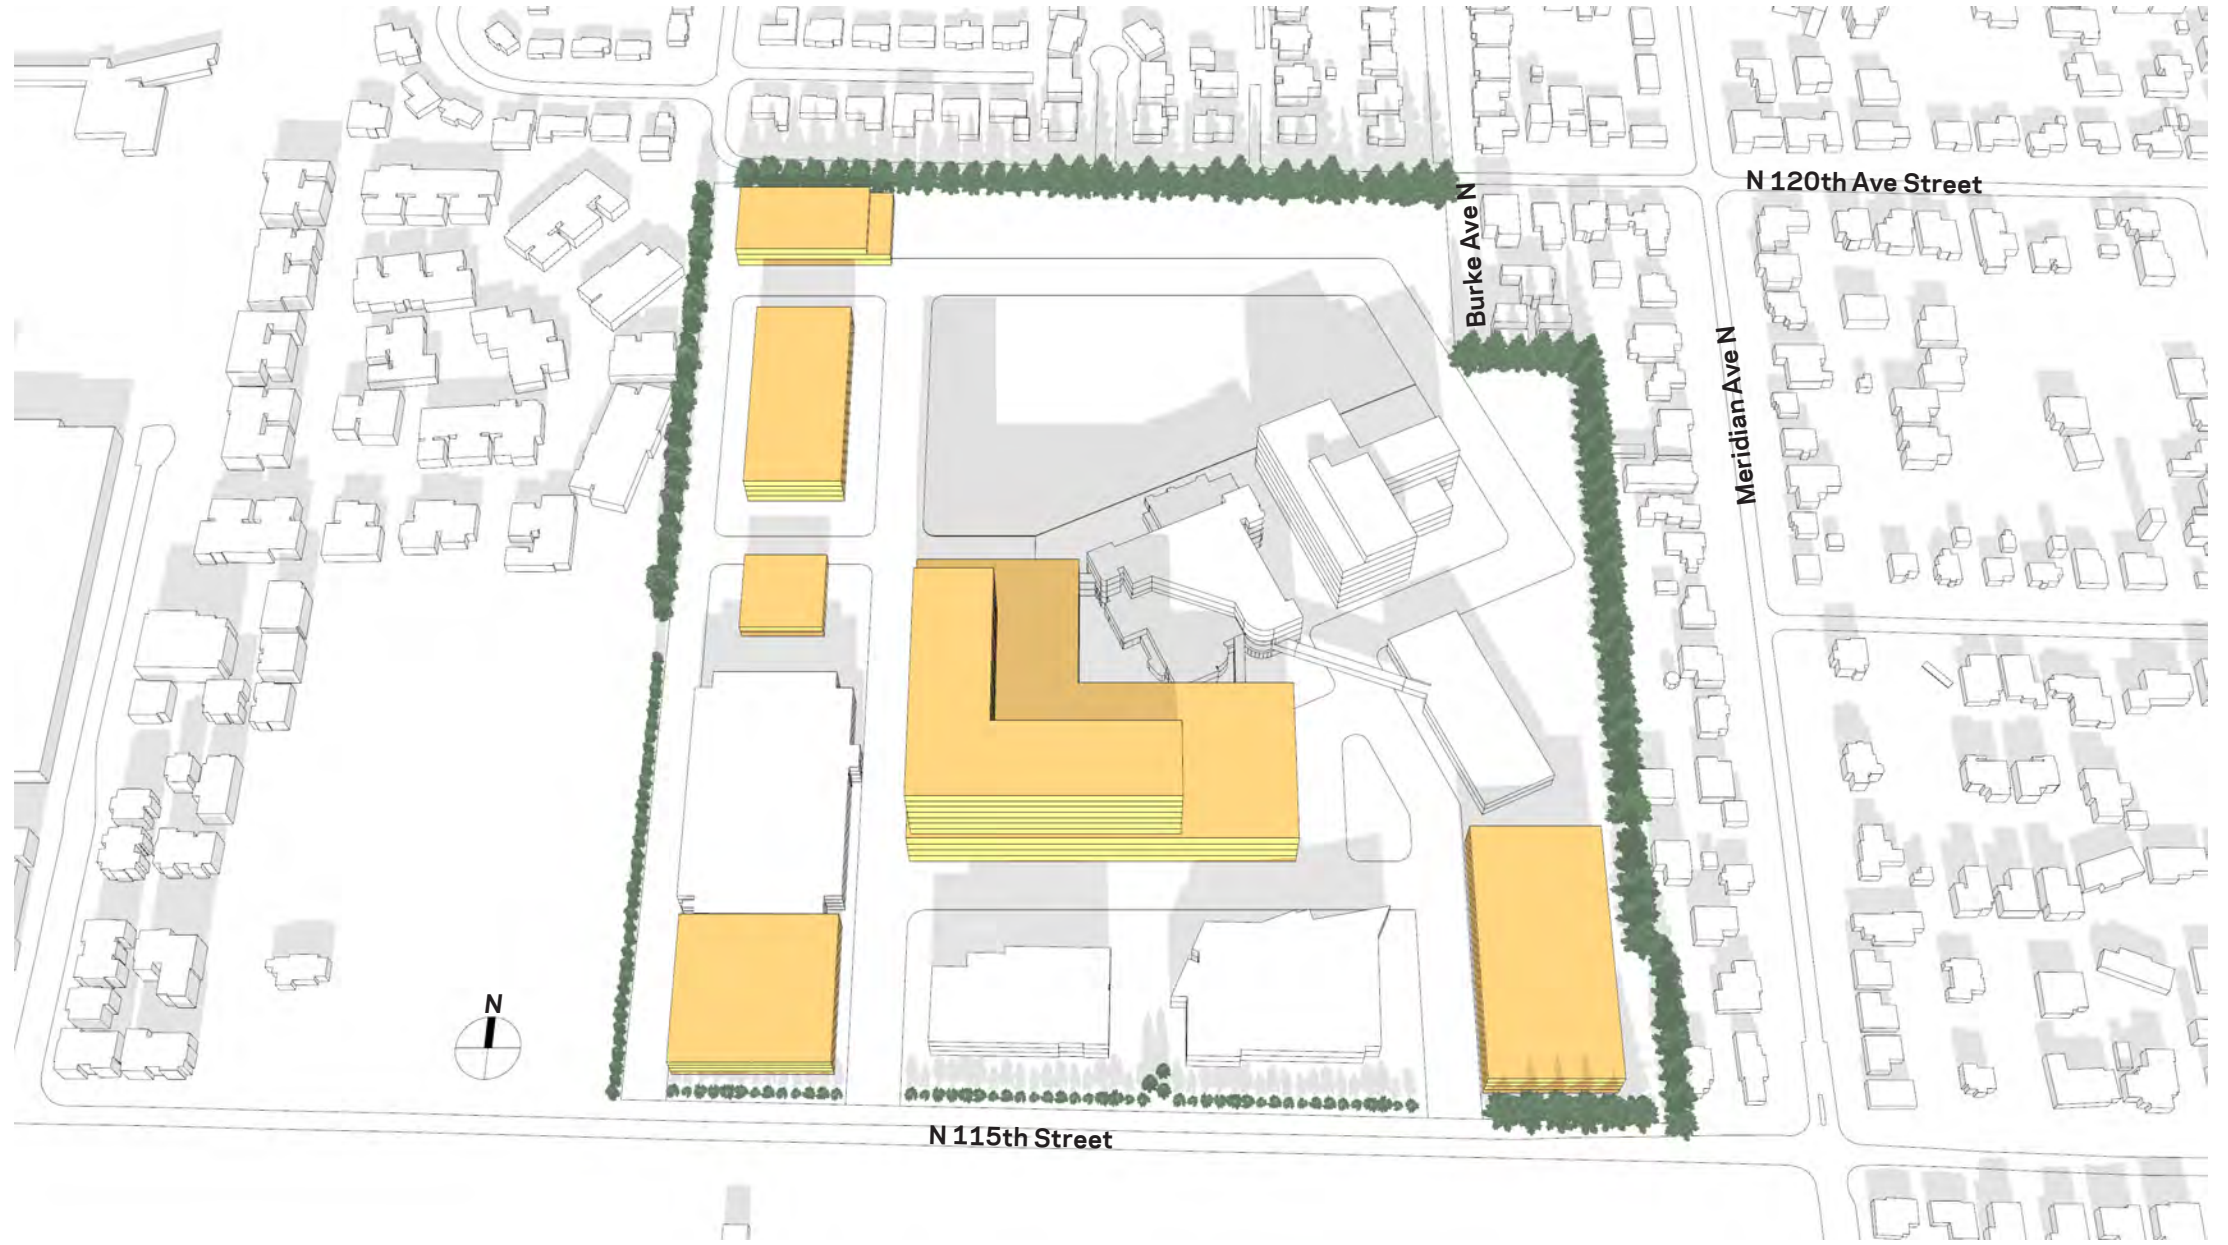 N 120th Ave Street
Burke Ave N
Meridian Ave N
N
N 115th Street